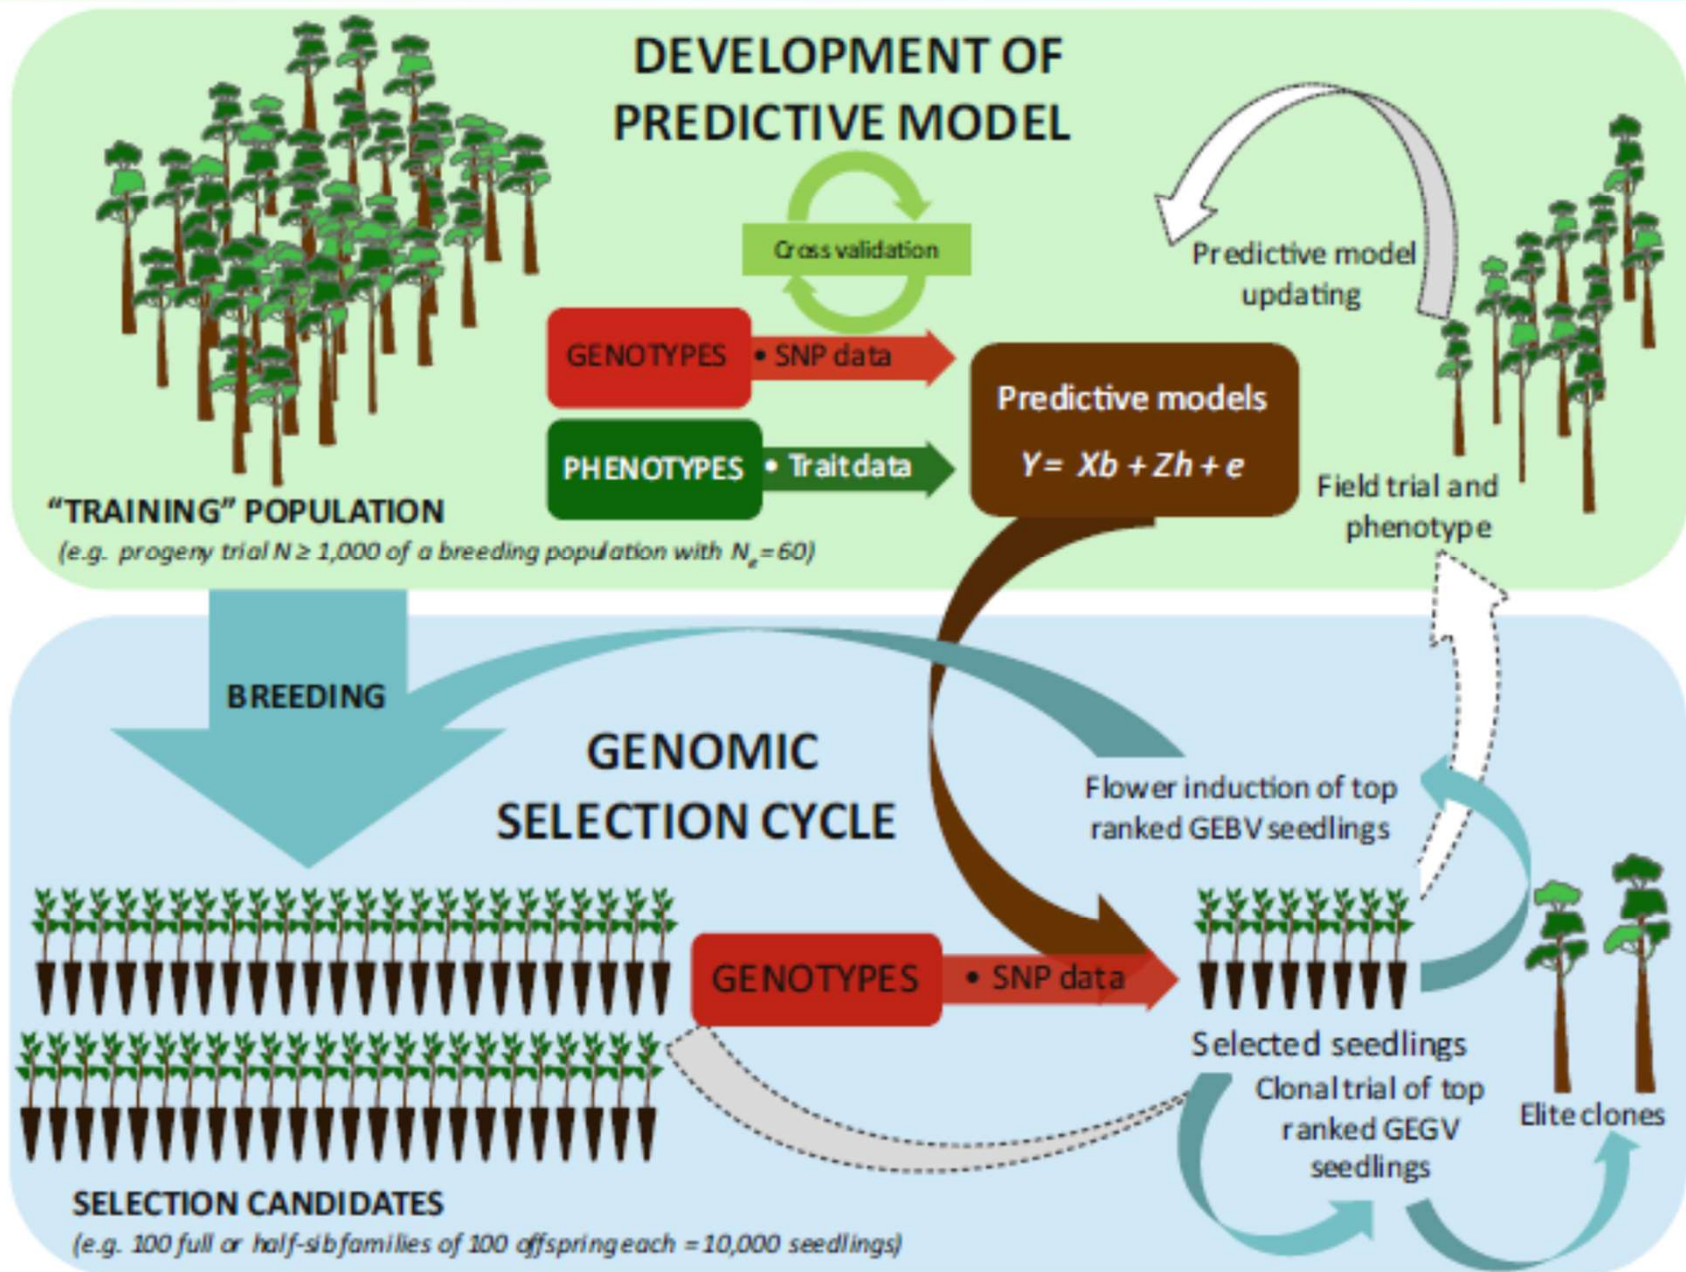 DEVELOPMENT OF
PREDICTIVE MODEL
Cross validation
Predictive model
updating
GENOTYPES
• SNP data
PHENOTYPES
• Trait data
Predictive models
Y = Xb + Zh + e
Field trial and
phenotype
“TRAINING” POPULATION
(e.g. progeny trial N ≥ 1,000 of a breeding population with Ne = 60)
BREEDING
GENOMIC
SELECTION CYCLE
Flower induction of top
ranked GEBV seedlings
GENOTYPES
• SNP data
Selected seedlings
Clonal trial of top
ranked GEGV
seedlings
Elite clones
SELECTION CANDIDATES
(e.g. 100 full or half-sib families of 100 offspring each = 10,000 seedlings)